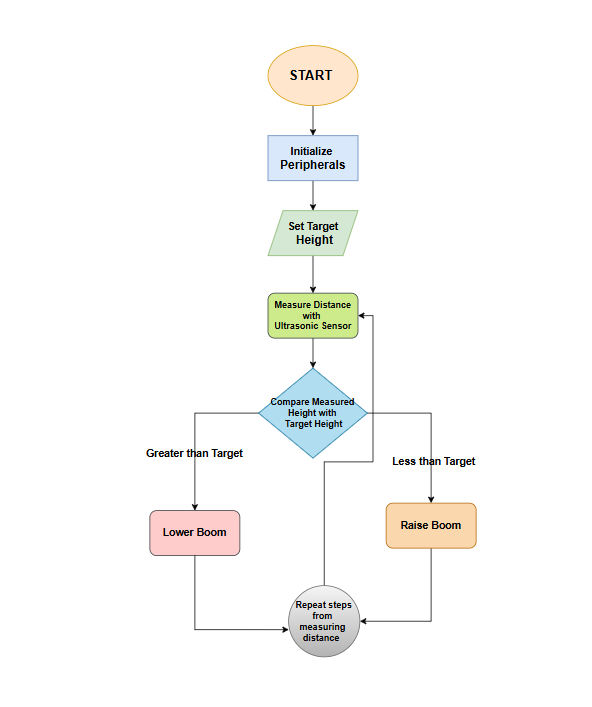 START
Initialize
Peripherals
Set Target
Height
Measure Distance
with
Ultrasonic Sensor
Compare Measured
Height with
Target Height
Greater than Target
Less than Target
Lower Boom
Raise Boom
Repeat steps
from
measuring
distance